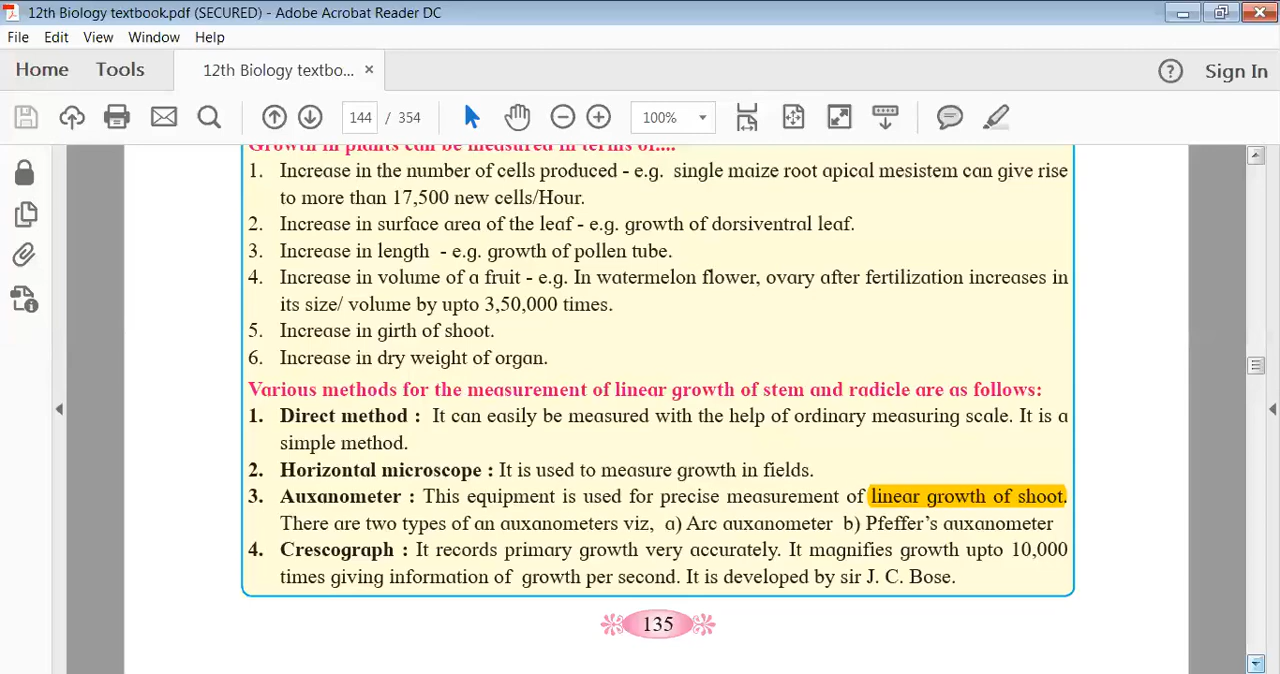 12th Biology textbook.pdf (SECURED) - Adobe Acrobat Reader DC
File Edit View Window Help
Home Tools 12th Biology textbo... × ? Sign In
144 / 354 100%
Growth in plants can be measured in terms of....
1. Increase in the number of cells produced - e.g. single maize root apical mesistem can give rise
to more than 17,500 new cells/Hour.
2. Increase in surface area of the leaf - e.g. growth of dorsiventral leaf.
3. Increase in length - e.g. growth of pollen tube.
4. Increase in volume of a fruit - e.g. In watermelon flower, ovary after fertilization increases in
its size/ volume by upto 3,50,000 times.
5. Increase in girth of shoot.
6. Increase in dry weight of organ.
Various methods for the measurement of linear growth of stem and radicle are as follows:
1. Direct method : It can easily be measured with the help of ordinary measuring scale. It is a
simple method.
2. Horizontal microscope : It is used to measure growth in fields.
3. Auxanometer : This equipment is used for precise measurement of linear growth of shoot.
There are two types of an auxanometers viz, a) Arc auxanometer b) Pfeffer's auxanometer
4. Crescograph : It records primary growth very accurately. It magnifies growth upto 10,000
times giving information of growth per second. It is developed by sir J. C. Bose.
135